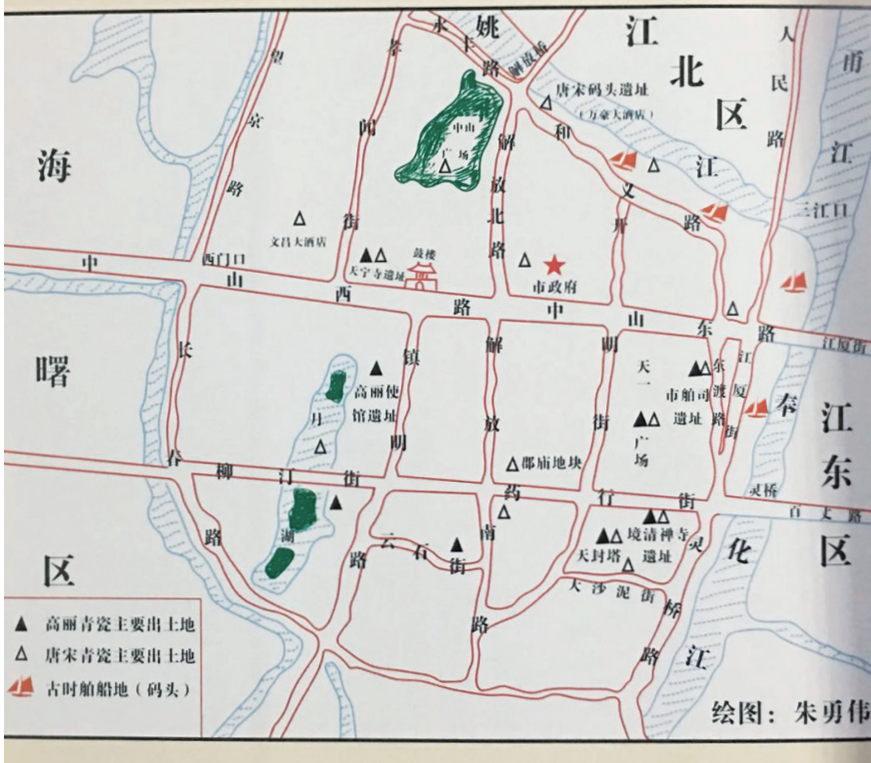 姚
江
北
区
永丰路
解放桥
人民路
甬江
望京路
孝闻街
唐宋码头遗址
（万豪大酒店）
中山
广场
解放北路
和义路
江
三江口
开
海
曙
区
文昌大酒店
鼓楼
天宁寺遗址
市政府
西门口
中山西路
中山东路
江厦街
长春路
镇明路
解放南路
明街
高丽使
馆遗址
月湖
天一
广场
市舶司
遗址
东渡路
江厦街
奉化江
江东
区
郡庙地块
柳汀街
药行街
灵桥
百丈路
云石街
境清禅寺
遗址
天封塔
大沙泥街
灵桥路
高丽青瓷主要出土地
唐宋青瓷主要出土地
古时舶船地（码头）
绘图：朱勇伟